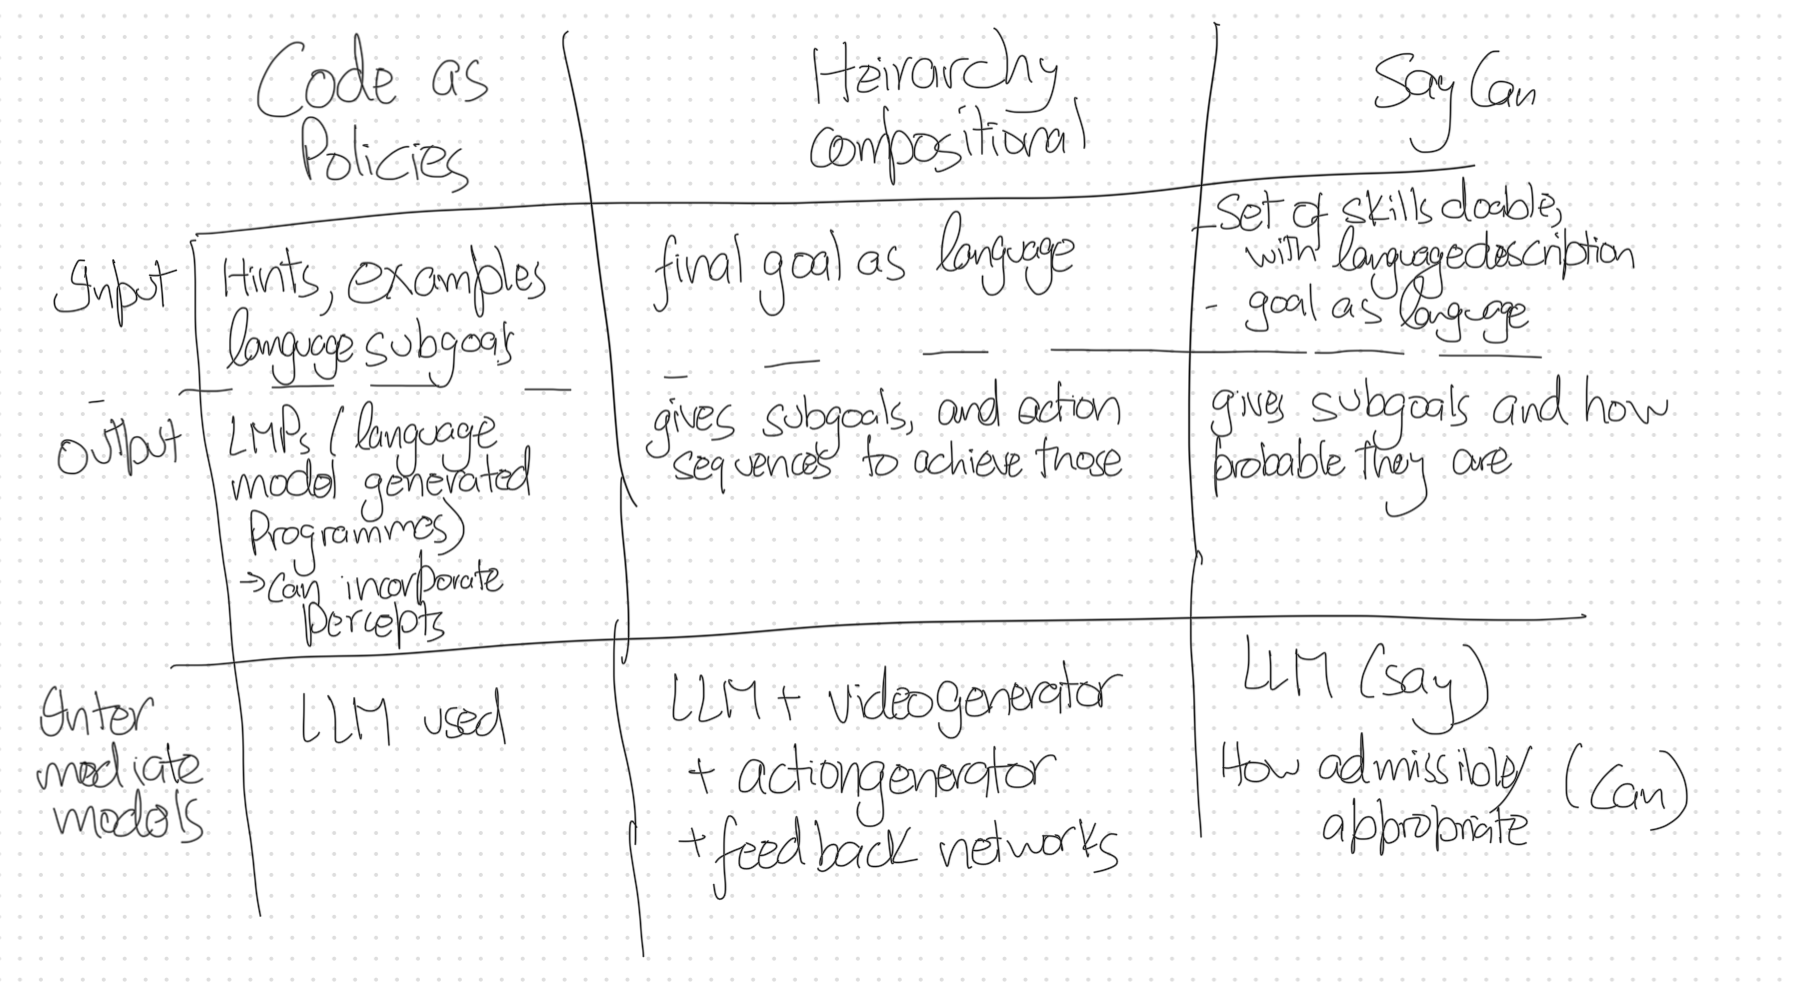 Code as
Policies
Heirarchy
compositional
Say Can
Input
Hints, examples
language subgoals
final goal as language
- Set of skills doable,
with language description
- goal as language
Output
LMPs (language
model generated
Programmes)
→ Can incorporate
percepts
gives subgoals, and action
sequences to achieve those
gives subgoals and how
probable they are
Inter
mediate
models
LLM used
LLM + videogenerator
+ actiongenerator
+ feedback networks
LLM (say)
How admissible/
appropriate (Can)